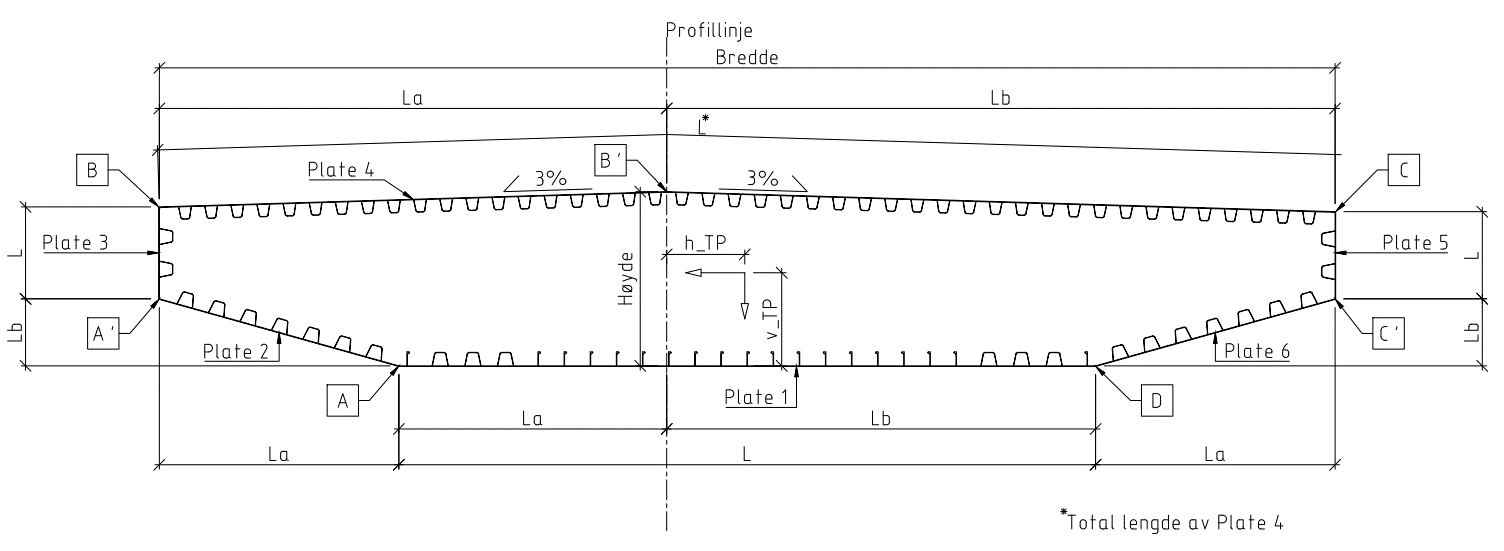 Profillinje
Bredde
La
Lb
L*
B
B'
C
Plate 4
3%
3%
Plate 3
h_TP
Plate 5
L
Høyde
L
v_TP
A'
C'
Lb
Plate 2
Plate 6
Lb
A
Plate 1
D
La
Lb
La
L
La
*Total lengde av Plate 4